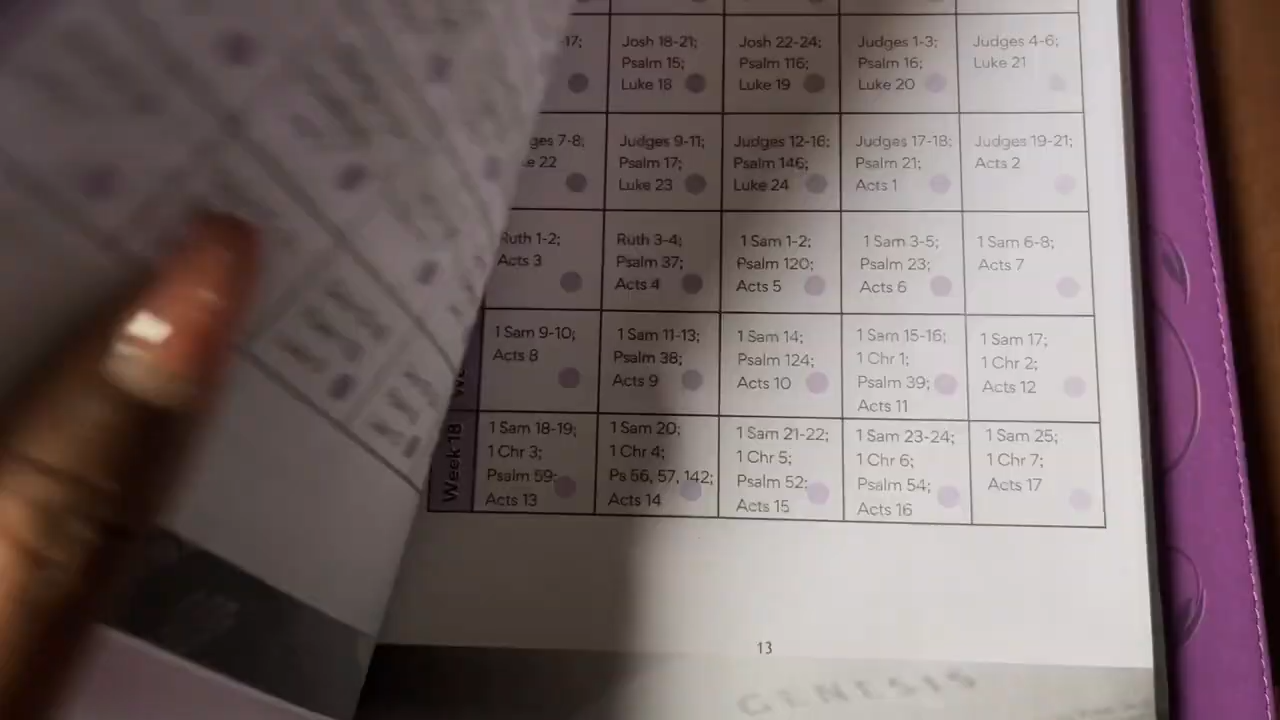 -17;
Josh 18-21;
Psalm 15;
Luke 18
Josh 22-24;
Psalm 116;
Luke 19
Judges 1-3;
Psalm 16;
Luke 20
Judges 4-6;
Luke 21
ges 7-8;
e 22
Judges 9-11;
Psalm 17;
Luke 23
Judges 12-16;
Psalm 146;
Luke 24
Judges 17-18;
Psalm 21;
Acts 1
Judges 19-21;
Acts 2
Ruth 1-2;
Acts 3
Ruth 3-4;
Psalm 37;
Acts 4
1 Sam 1-2;
Psalm 120;
Acts 5
1 Sam 3-5;
Psalm 23;
Acts 6
1 Sam 6-8;
Acts 7
1 Sam 9-10;
Acts 8
1 Sam 11-13;
Psalm 38;
Acts 9
1 Sam 14;
Psalm 124;
Acts 10
1 Sam 15-16;
1 Chr 1;
Psalm 39;
Acts 11
1 Sam 17;
1 Chr 2;
Acts 12
Week 18
1 Sam 18-19;
1 Chr 3;
Psalm 59;
Acts 13
1 Sam 20;
1 Chr 4;
Ps 56, 57, 142;
Acts 14
1 Sam 21-22;
1 Chr 5;
Psalm 52;
Acts 15
1 Sam 23-24;
1 Chr 6;
Psalm 54;
Acts 16
1 Sam 25;
1 Chr 7;
Acts 17
13
GENESIS